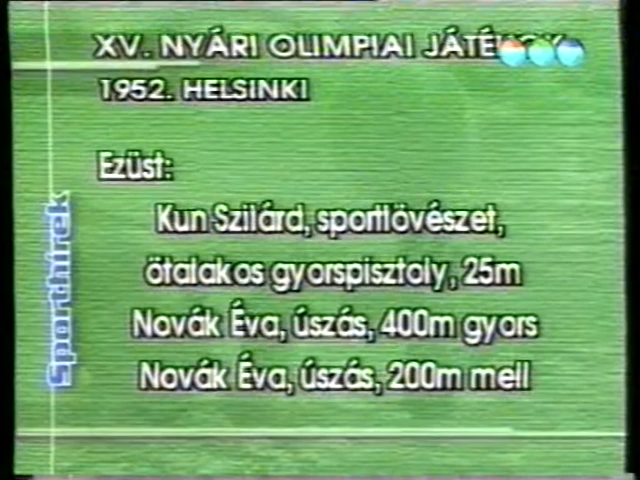 XV. NYÁRI OLIMPIAI JÁTÉKOK
1952. HELSINKI
Ezüst:
Kun Szilárd, sportlövészet,
ötalakos gyorspisztoly, 25m
Novák Éva, úszás, 400m gyors
Novák Éva, úszás, 200m mell
Sporthírek